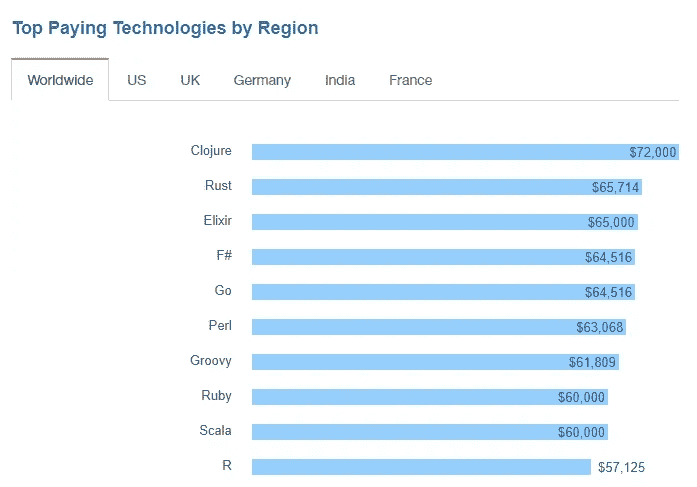 Top Paying Technologies by Region
Worldwide US UK Germany India France
Clojure $72,000
Rust $65,714
Elixir $65,000
F# $64,516
Go $64,516
Perl $63,068
Groovy $61,809
Ruby $60,000
Scala $60,000
R $57,125